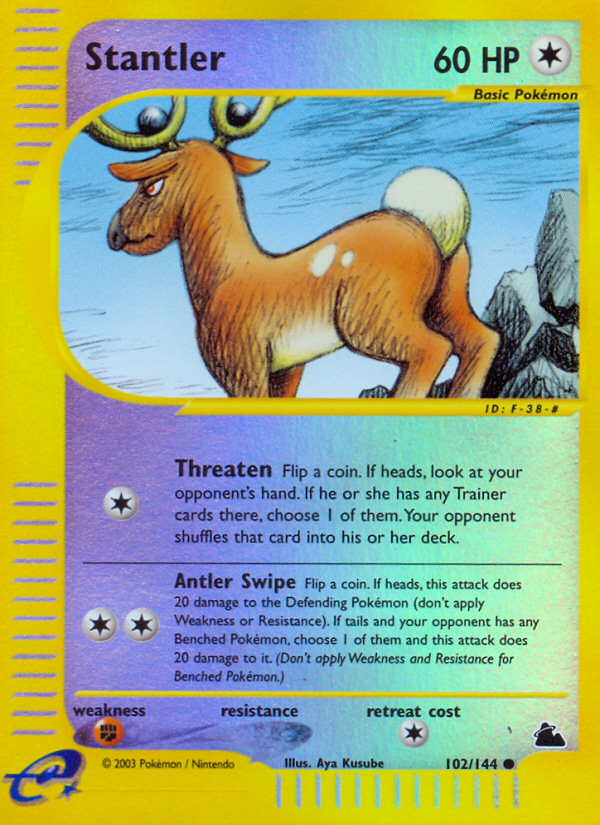 Stantler 60 HP
Basic Pokémon
ID: F-38-#
Threaten Flip a coin. If heads, look at your
opponent's hand. If he or she has any Trainer
cards there, choose 1 of them. Your opponent
shuffles that card into his or her deck.
Antler Swipe Flip a coin. If heads, this attack does
20 damage to the Defending Pokémon (don't apply
Weakness or Resistance). If tails and your opponent has any
Benched Pokémon, choose 1 of them and this attack does
20 damage to it. (Don't apply Weakness and Resistance for
Benched Pokémon.)
weakness resistance retreat cost
© 2003 Pokémon / Nintendo Illus. Aya Kusube 102/144
e